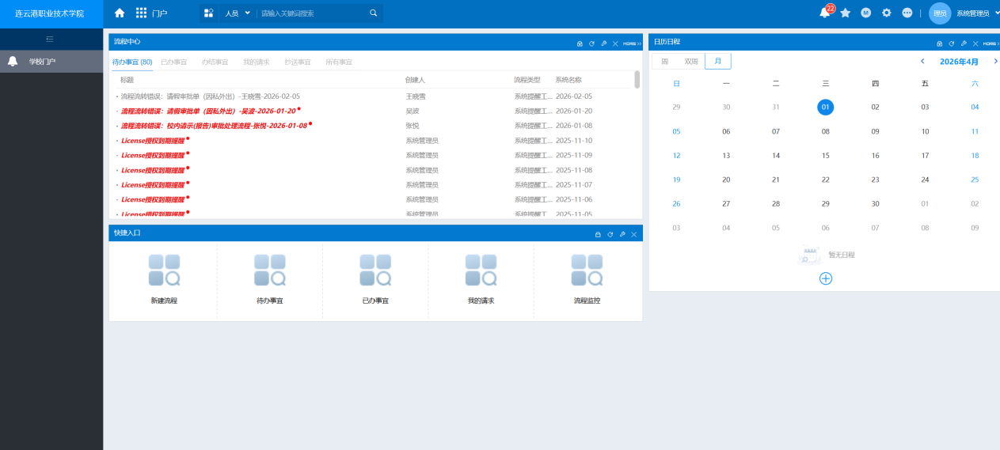 连云港职业技术学院 门户 人员 请输入关键词搜索 22 M 理员 系统管理员
学校门户
流程中心 MORE
待办事宜 (80) 已办事宜 办结事宜 我的请求 抄送事宜 所有事宜
标题 创建人 流程类型 系统名称
流程流转错误：请假审批单（因私外出）-王晓雪-2026-02-05 王晓雪 系统提醒工... 2026-02-05
流程流转错误：请假审批单（因私外出）-吴波-2026-01-20 吴波 系统提醒工... 2026-01-20
流程流转错误：校内请示(报告)审批处理流程-张悦-2026-01-08 张悦 系统提醒工... 2026-01-08
License授权到期提醒 系统管理员 系统提醒工... 2025-11-10
License授权到期提醒 系统管理员 系统提醒工... 2025-11-09
License授权到期提醒 系统管理员 系统提醒工... 2025-11-08
License授权到期提醒 系统管理员 系统提醒工... 2025-11-07
License授权到期提醒 系统管理员 系统提醒工... 2025-11-06
License授权到期提醒 系统管理员 系统提醒工... 2025-11-05
快捷入口
新建流程 待办事宜 已办事宜 我的请求 流程监控
日历日程 MORE
周 双周 月 2026年4月
日 一 二 三 四 五 六
29 30 31 01 02 03 04
05 06 07 08 09 10 11
12 13 14 15 16 17 18
19 20 21 22 23 24 25
26 27 28 29 30 01 02
03 04 05 06 07 08 09
暂无日程